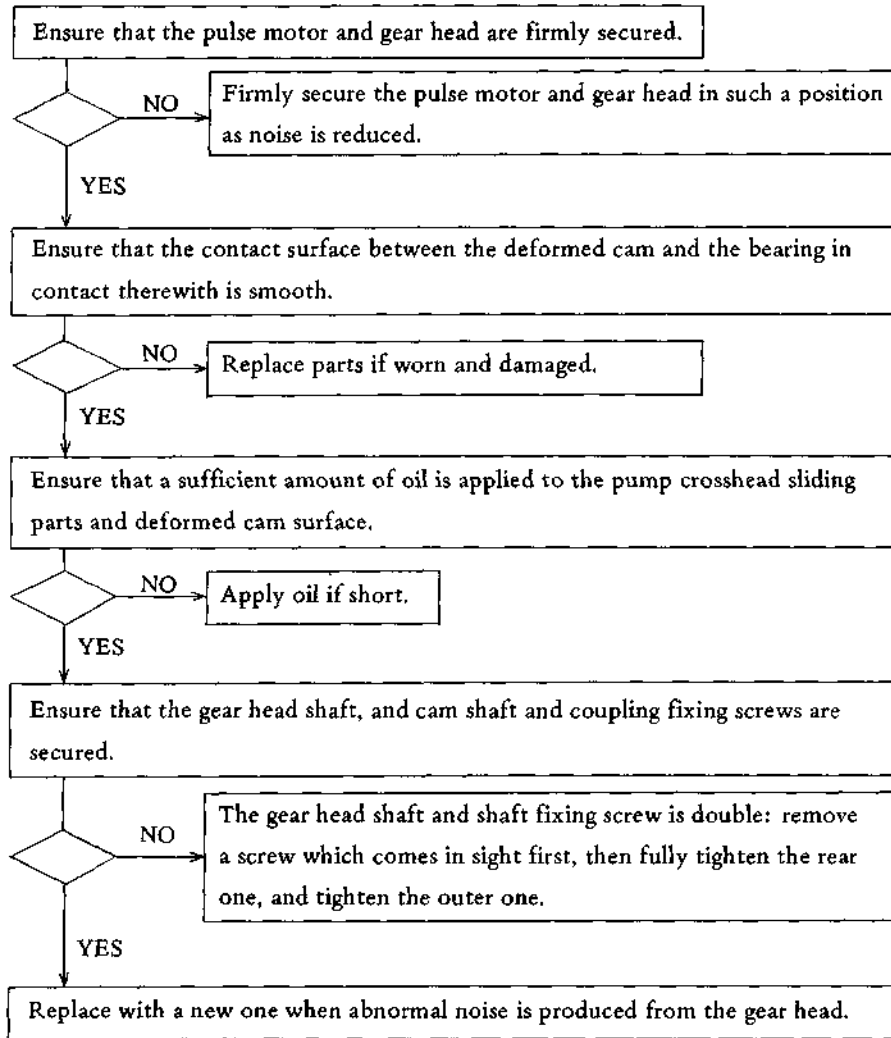 Ensure that the pulse motor and gear head are firmly secured.
NO
Firmly secure the pulse motor and gear head in such a position
as noise is reduced.
YES
Ensure that the contact surface between the deformed cam and the bearing in
contact therewith is smooth.
NO
Replace parts if worn and damaged.
YES
Ensure that a sufficient amount of oil is applied to the pump crosshead sliding
parts and deformed cam surface.
NO
Apply oil if short.
YES
Ensure that the gear head shaft, and cam shaft and coupling fixing screws are
secured.
NO
The gear head shaft and shaft fixing screw is double: remove
a screw which comes in sight first, then fully tighten the rear
one, and tighten the outer one.
YES
Replace with a new one when abnormal noise is produced from the gear head.